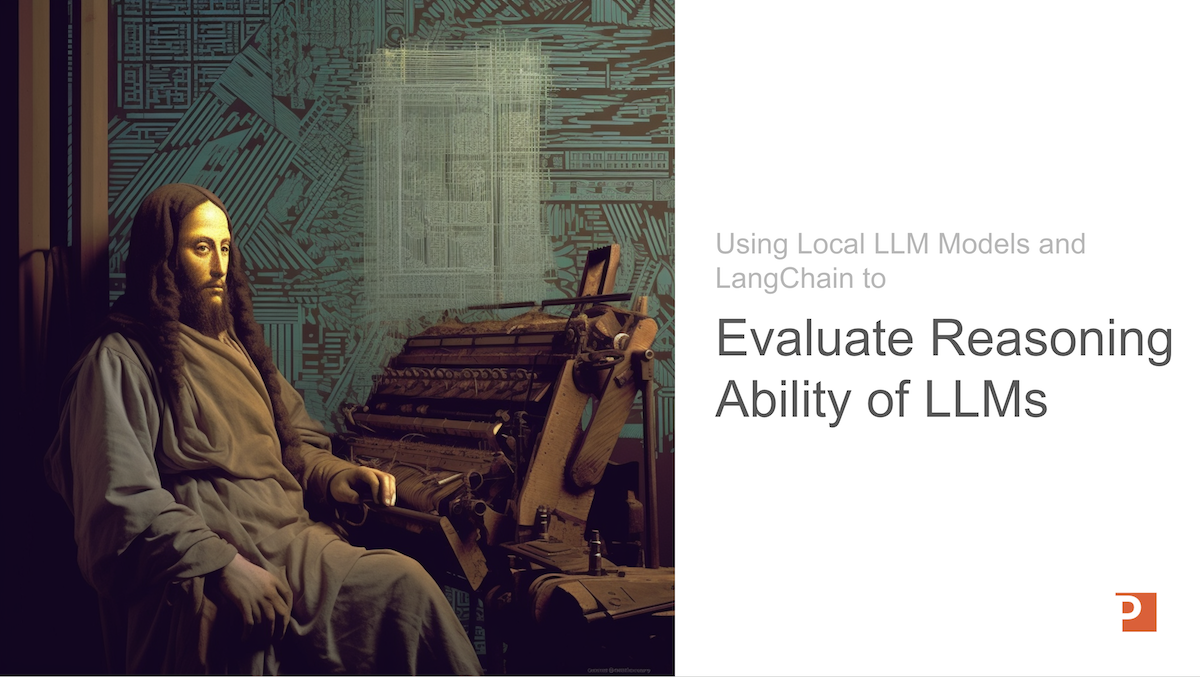 Using Local LLM Models and
LangChain to
Evaluate Reasoning
Ability of LLMs
P